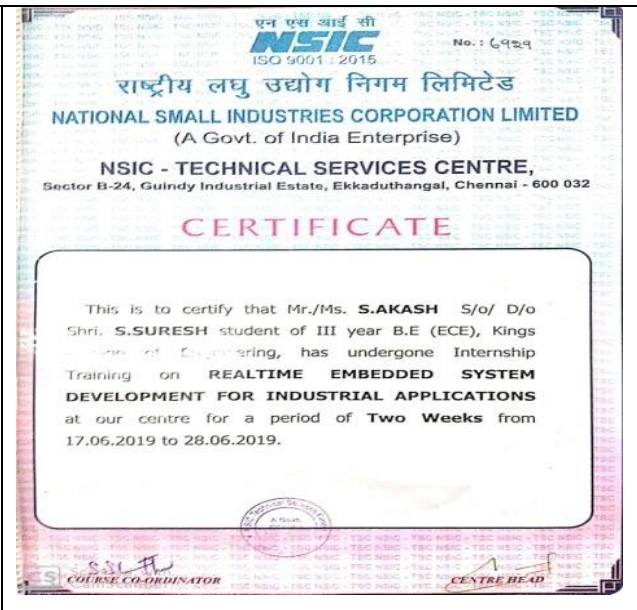 एन एस आई सी
NSIC
ISO 9001 : 2015
No. : 6929
राष्ट्रीय लघु उद्योग निगम लिमिटेड
NATIONAL SMALL INDUSTRIES CORPORATION LIMITED
(A Govt. of India Enterprise)
NSIC - TECHNICAL SERVICES CENTRE,
Sector B-24, Guindy Industrial Estate, Ekkaduthangal, Chennai - 600 032
CERTIFICATE
This is to certify that Mr./Ms. S.AKASH S/o/ D/o
Shri. S.SURESH student of III year B.E (ECE), Kings
of Engineering, has undergone Internship
Training on REALTIME EMBEDDED SYSTEM
DEVELOPMENT FOR INDUSTRIAL APPLICATIONS
at our centre for a period of Two Weeks from
17.06.2019 to 28.06.2019.
A Govt.
COURSE CO-ORDINATOR
CENTRE HEAD